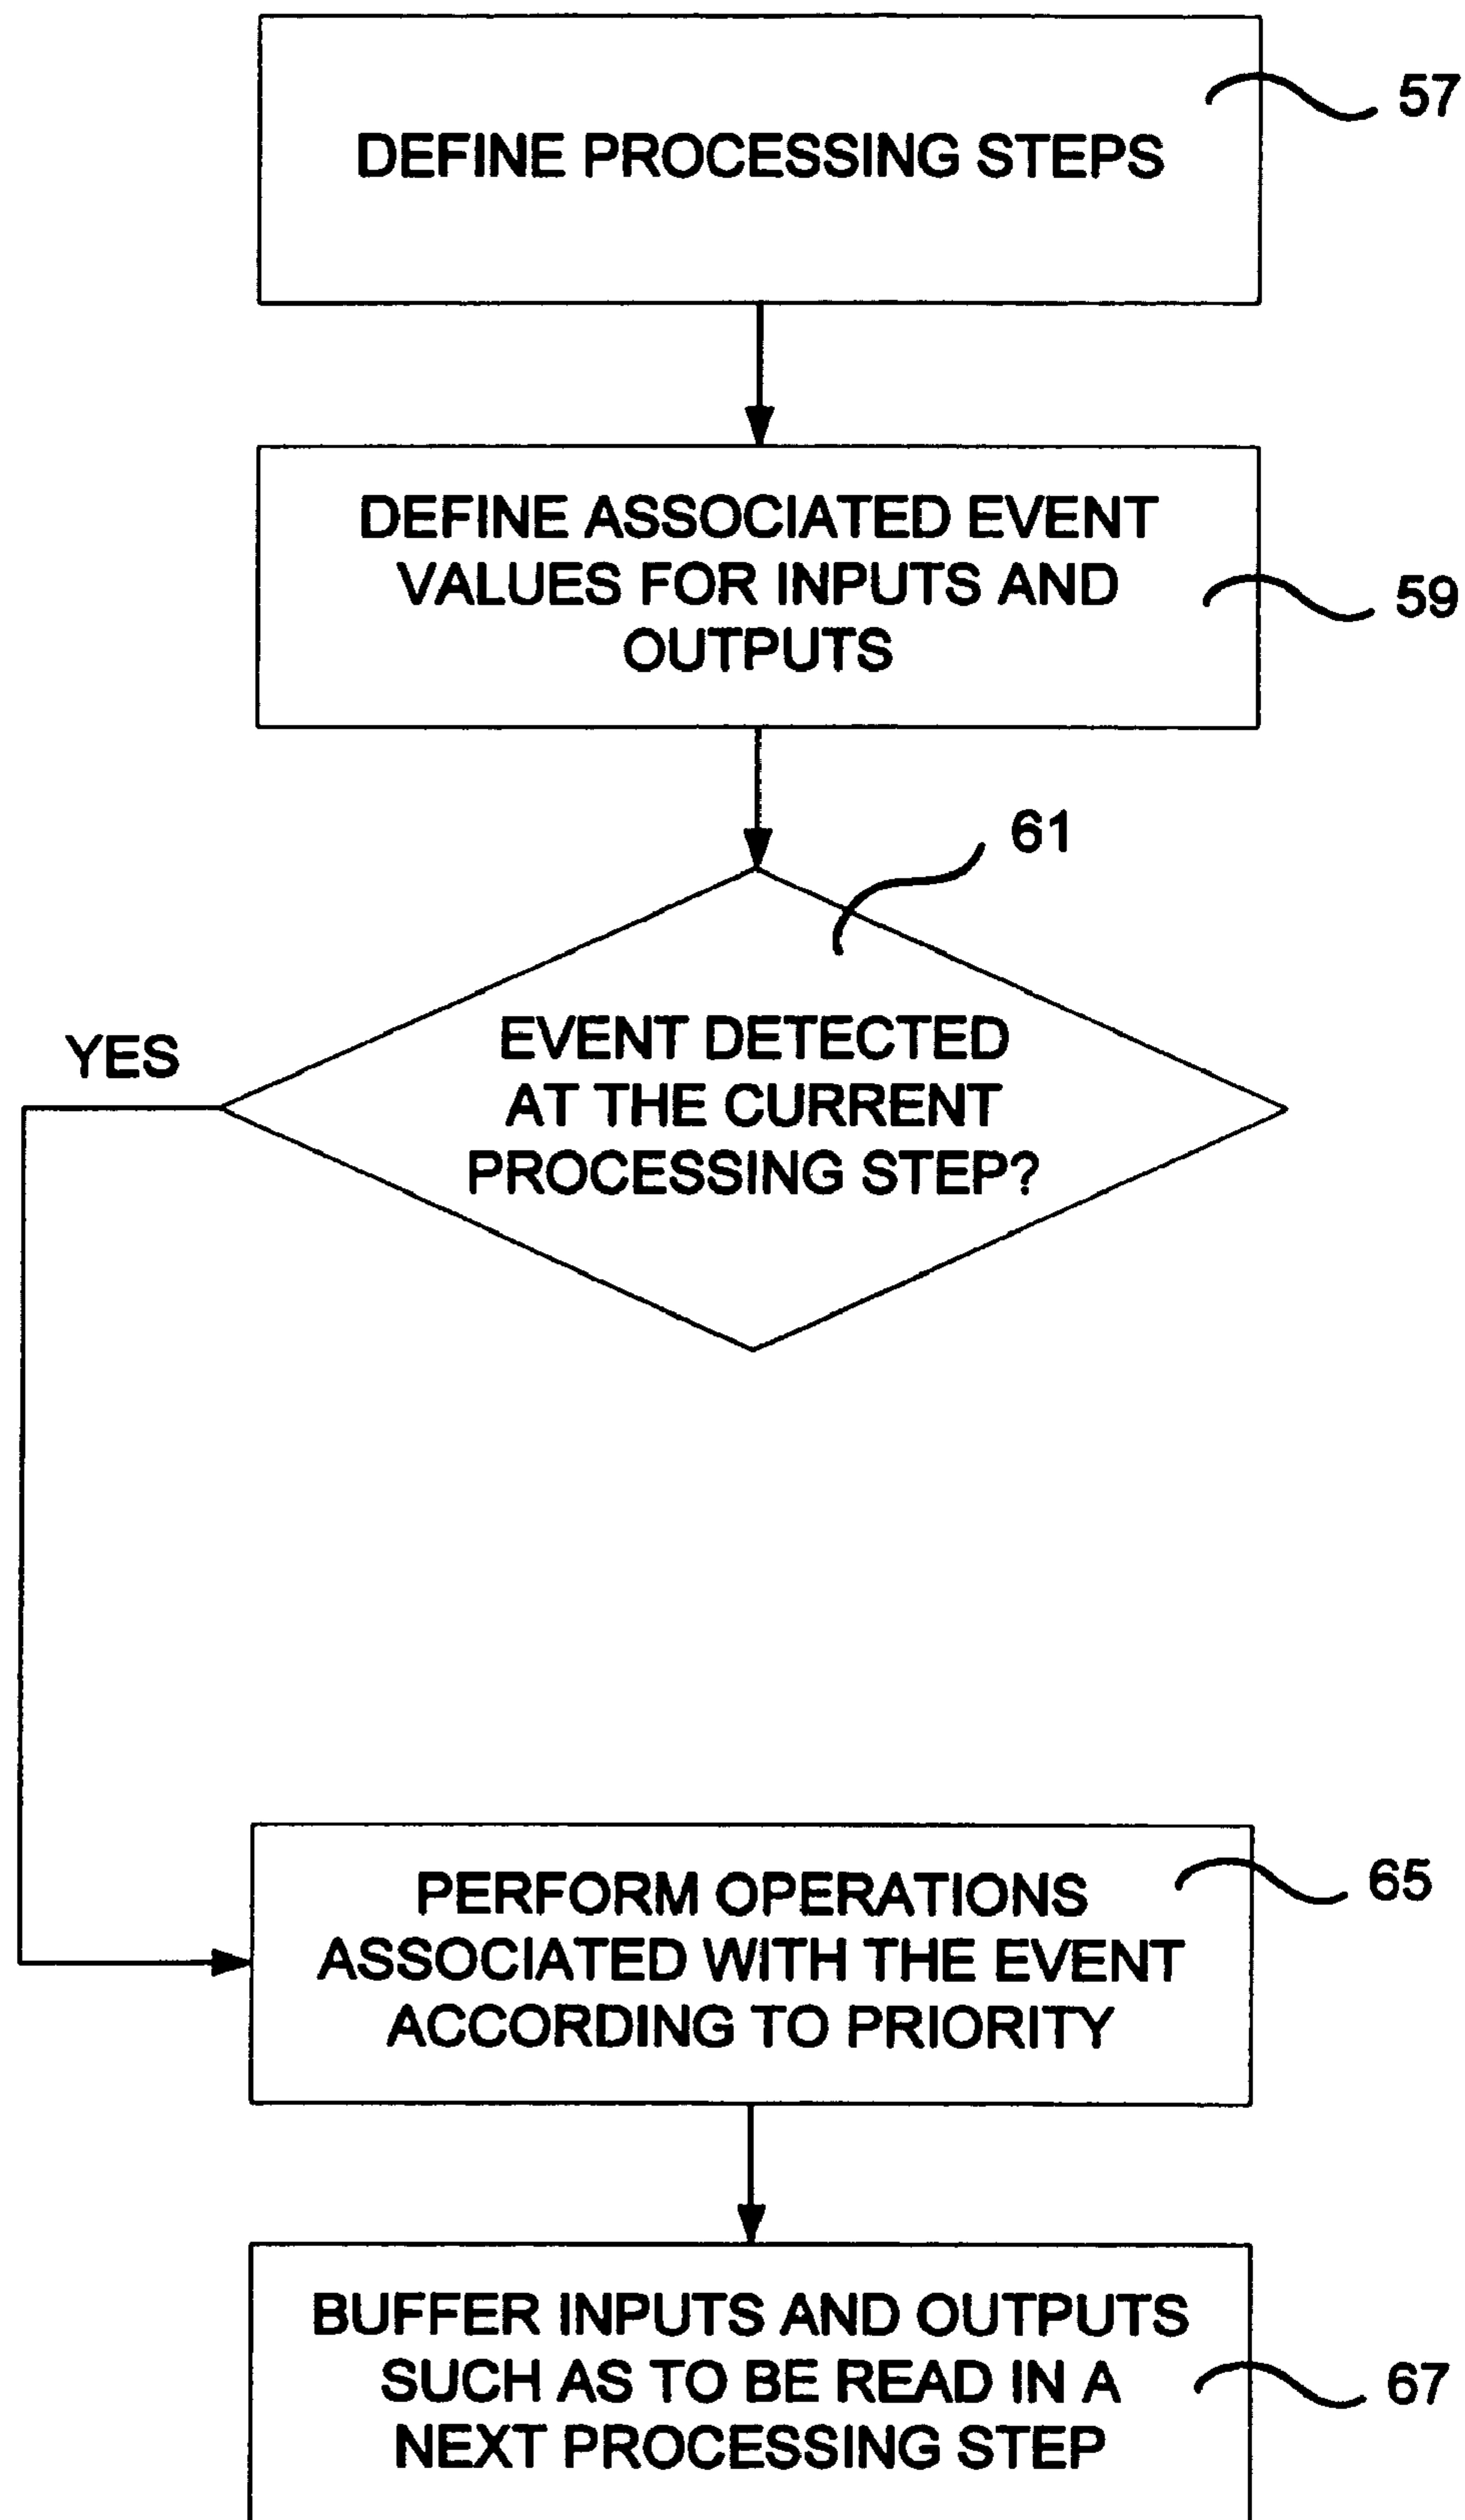 57
DEFINE PROCESSING STEPS
DEFINE ASSOCIATED EVENT
VALUES FOR INPUTS AND
OUTPUTS
59
61
YES
EVENT DETECTED
AT THE CURRENT
PROCESSING STEP?
PERFORM OPERATIONS
ASSOCIATED WITH THE EVENT
ACCORDING TO PRIORITY
65
BUFFER INPUTS AND OUTPUTS
SUCH AS TO BE READ IN A
NEXT PROCESSING STEP
67